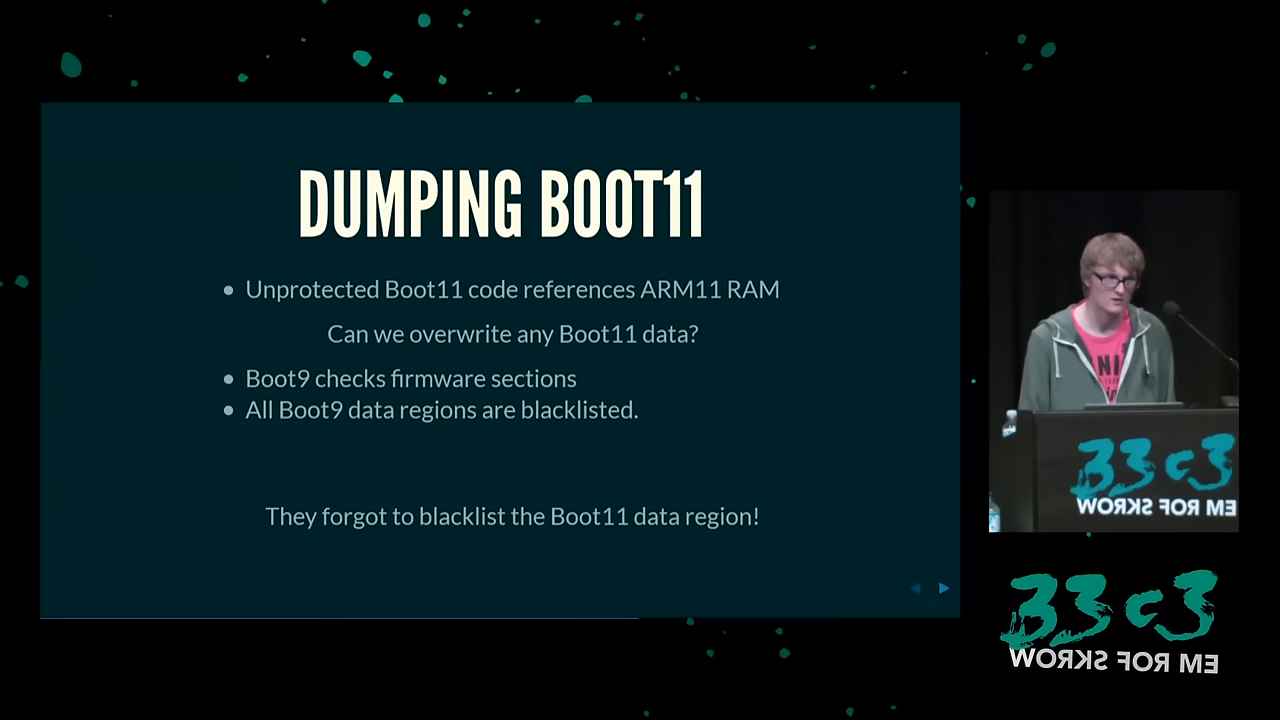 DUMPING BOOT11
Unprotected Boot11 code references ARM11 RAM
Can we overwrite any Boot11 data?
Boot9 checks firmware sections
All Boot9 data regions are blacklisted.
They forgot to blacklist the Boot11 data region!
33c3
WORKS FOR ME
33c3
WORKS FOR ME